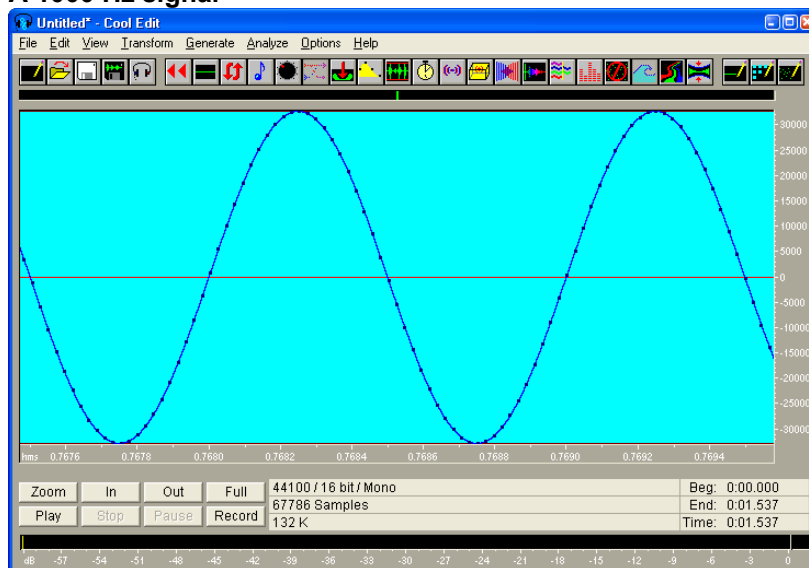 A 1000 Hz signal
Untitled* - Cool Edit
File Edit View Transform Generate Analyze Options Help
30000
25000
20000
15000
10000
5000
0
-5000
-10000
-15000
-20000
-25000
-30000
hms 0.7676 0.7678 0.7680 0.7682 0.7684 0.7686 0.7688 0.7690 0.7692 0.7694
Zoom In Out Full
Play Stop Pause Record
44100 / 16 bit / Mono
67786 Samples
132 K
Beg: 0:00.000
End: 0:01.537
Time: 0:01.537
dB -57 -54 -51 -48 -45 -42 -39 -36 -33 -30 -27 -24 -21 -18 -15 -12 -9 -6 -3 0